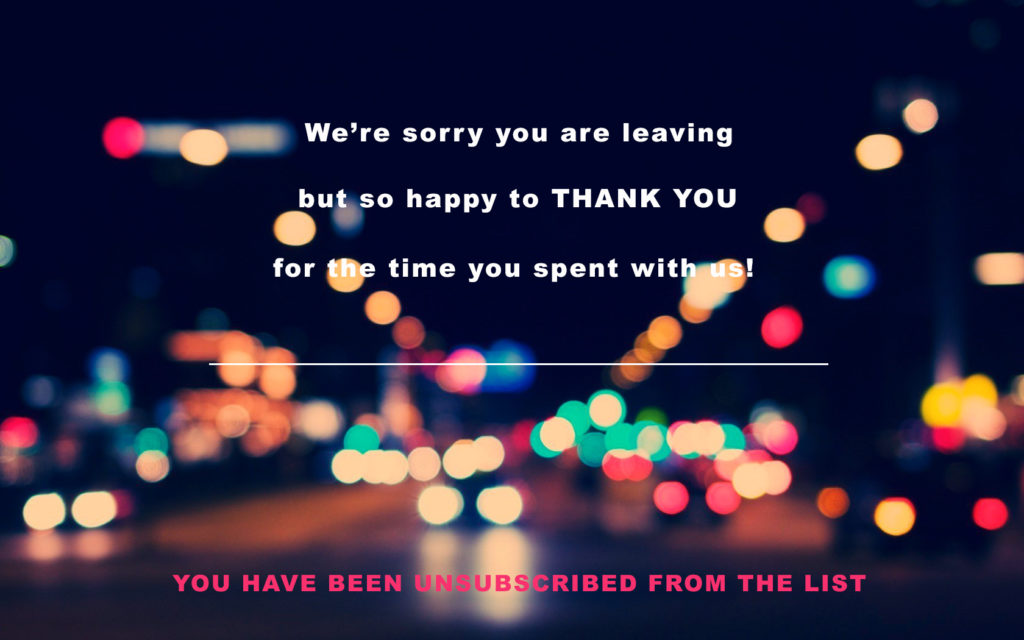 We’re sorry you are leaving
but so happy to THANK YOU
for the time you spent with us!
YOU HAVE BEEN UNSUBSCRIBED FROM THE LIST